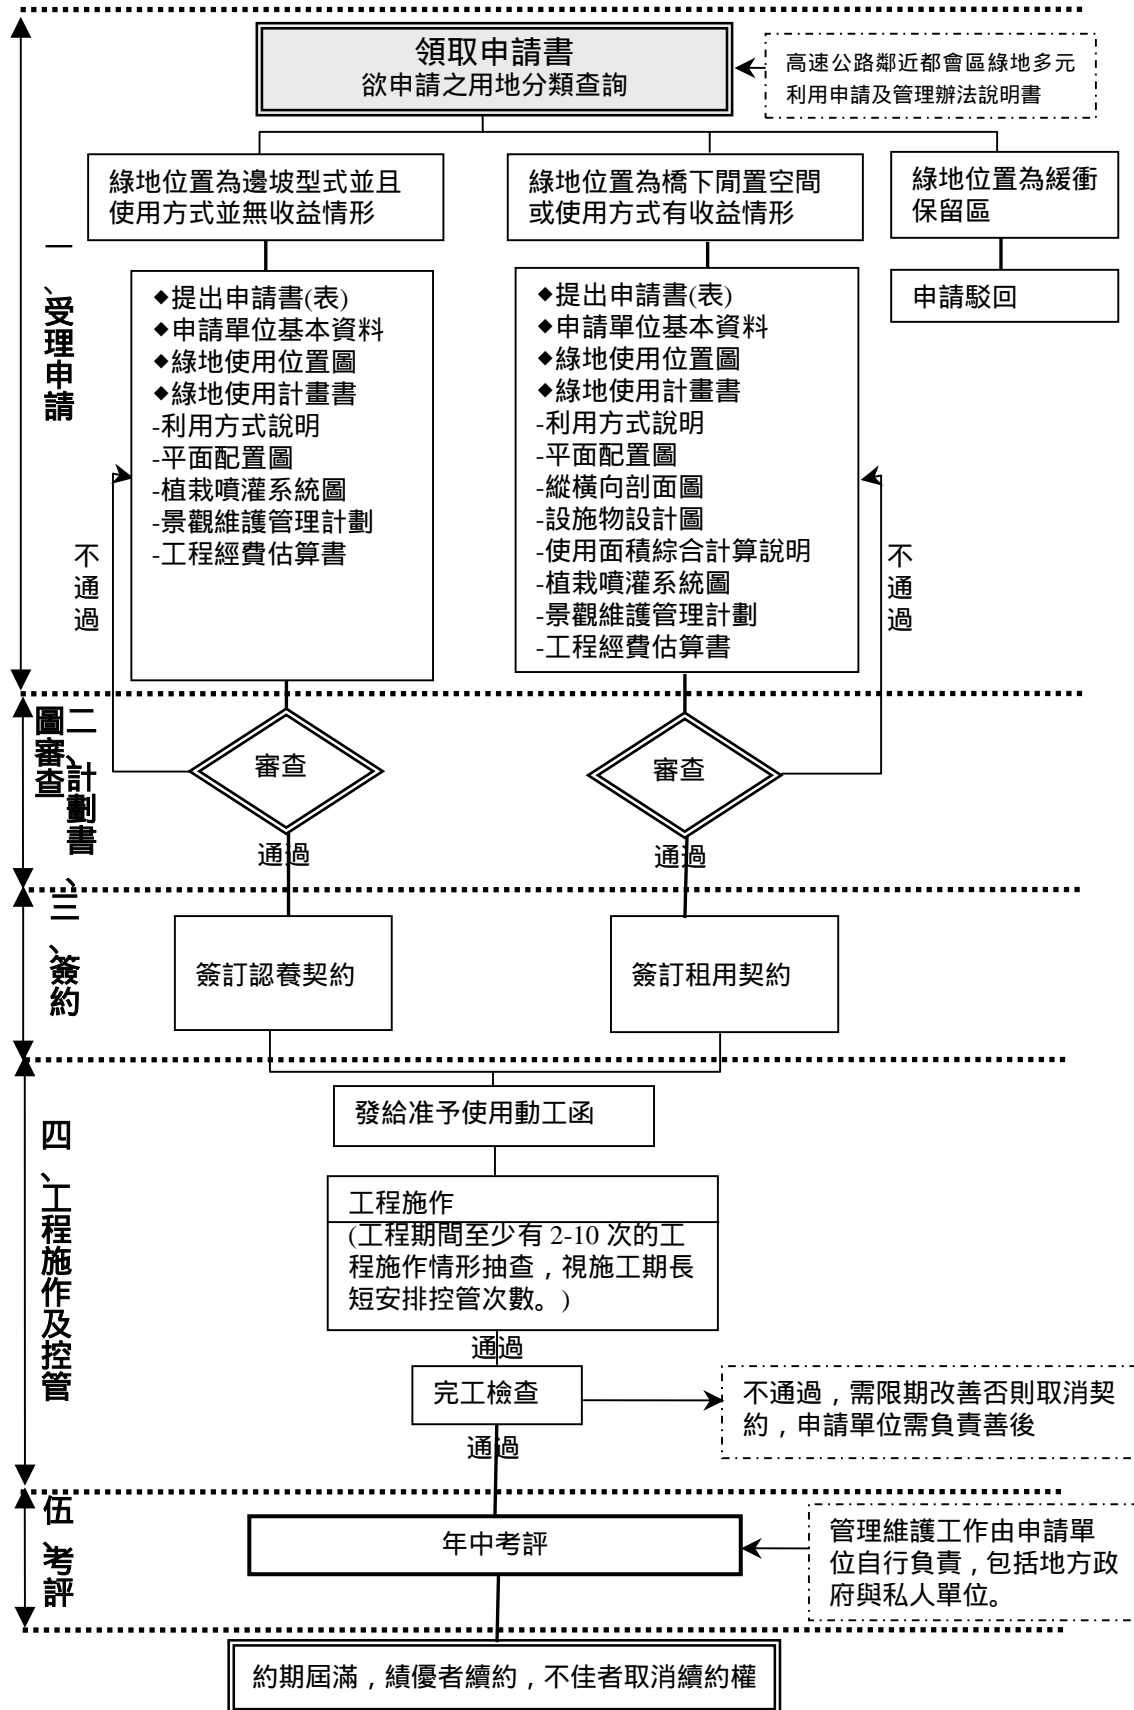 領取申請書
欲申請之用地分類查詢
高速公路鄰近都會區綠地多元
利用申請及管理辦法說明書
一、受理申請
綠地位置為邊坡型式並且
使用方式並無收益情形
綠地位置為橋下閒置空間
或使用方式有收益情形
綠地位置為緩衝
保留區
申請駁回
◆提出申請書(表)
◆申請單位基本資料
◆綠地使用位置圖
◆綠地使用計畫書
-利用方式說明
-平面配置圖
-植栽噴灌系統圖
-景觀維護管理計劃
-工程經費估算書
不通過
◆提出申請書(表)
◆申請單位基本資料
◆綠地使用位置圖
◆綠地使用計畫書
-利用方式說明
-平面配置圖
-縱橫向剖面圖
-設施物設計圖
-使用面積綜合計算說明
-植栽噴灌系統圖
-景觀維護管理計劃
-工程經費估算書
不通過
二、計劃書、
圖審查
審查
審查
通過
通過
三、簽約
簽訂認養契約
簽訂租用契約
四、工程施作及控管
發給准予使用動工函
工程施作
(工程期間至少有 2-10 次的工
程施作情形抽查，視施工期長
短安排控管次數。)
通過
完工檢查
不通過，需限期改善否則取消契
約，申請單位需負責善後
通過
伍、考評
年中考評
管理維護工作由申請單
位自行負責，包括地方政
府與私人單位。
約期屆滿，績優者續約，不佳者取消續約權